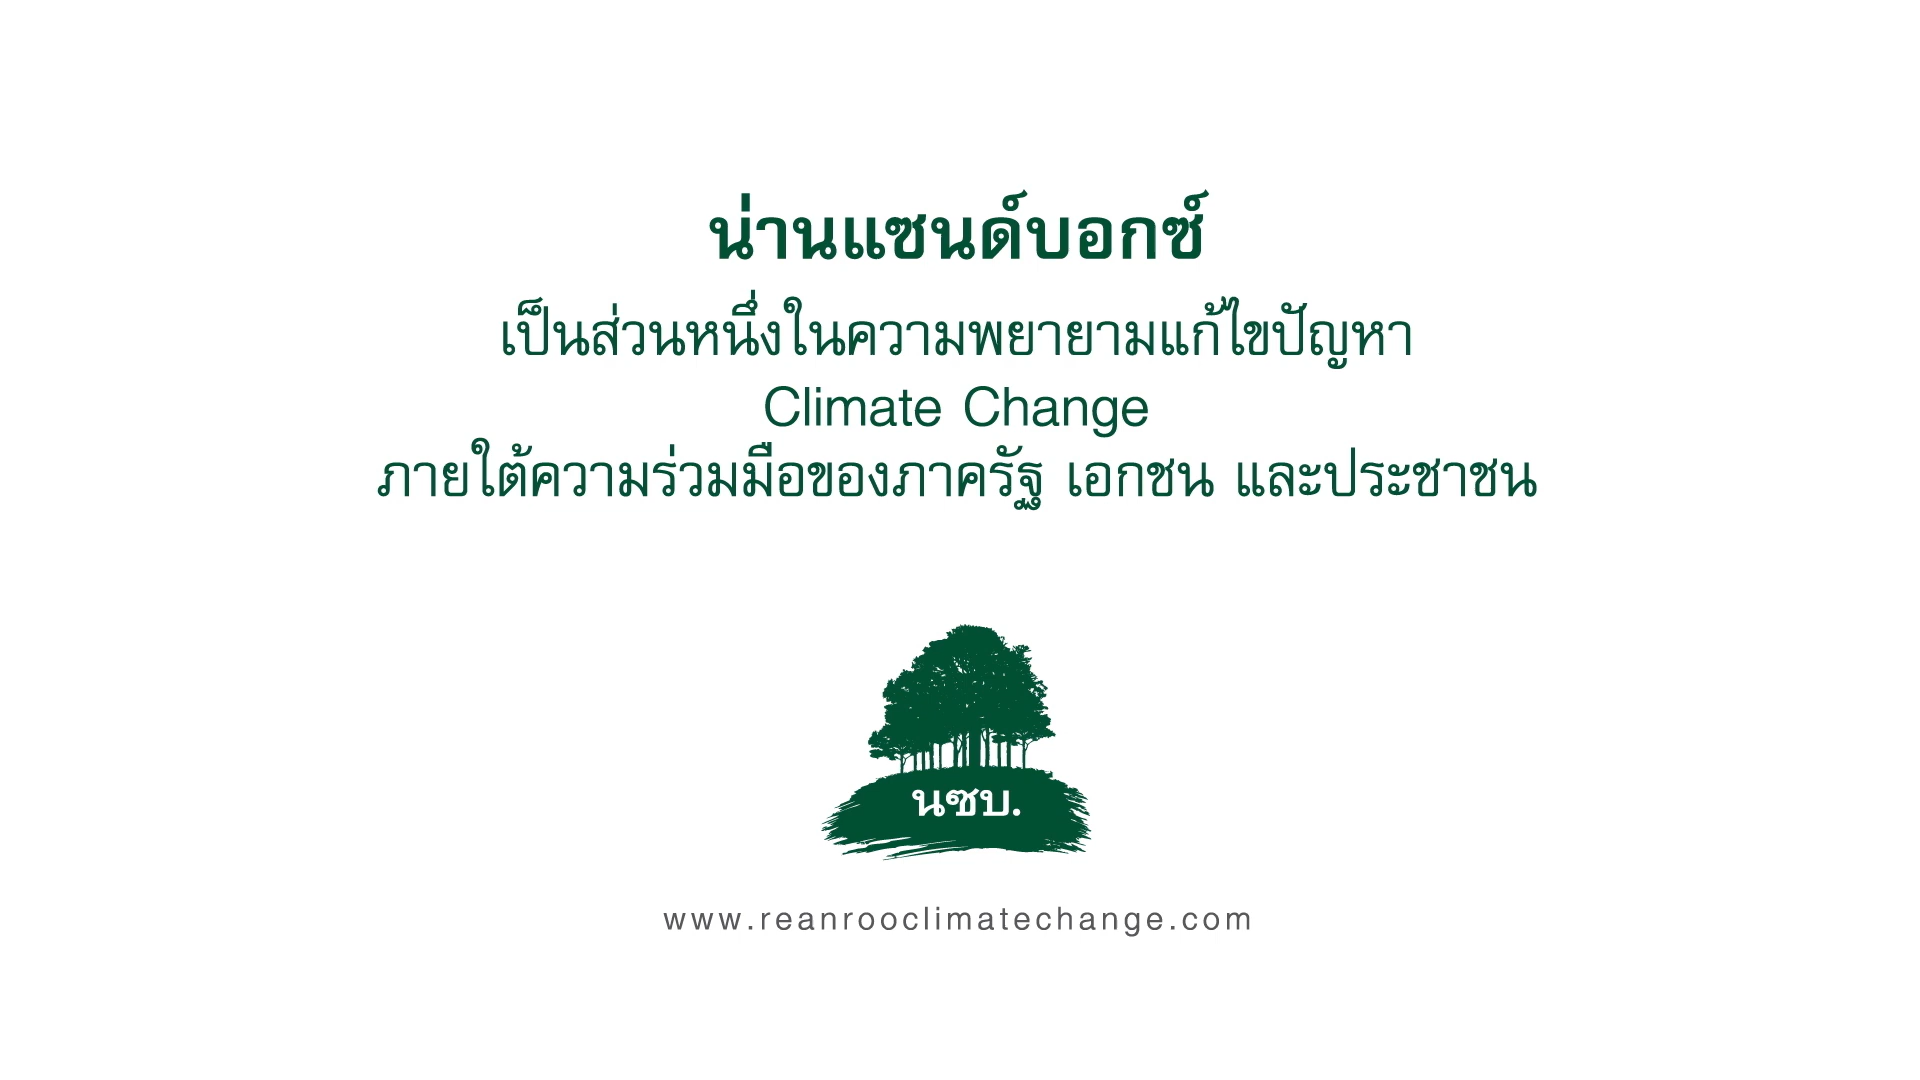 น่านแซนด์บอกซ์
เป็นส่วนหนึ่งในความพยายามแก้ไขปัญหา
Climate Change
ภายใต้ความร่วมมือของภาครัฐ เอกชน และประชาชน
นซบ.
www.reanrooclimatechange.com